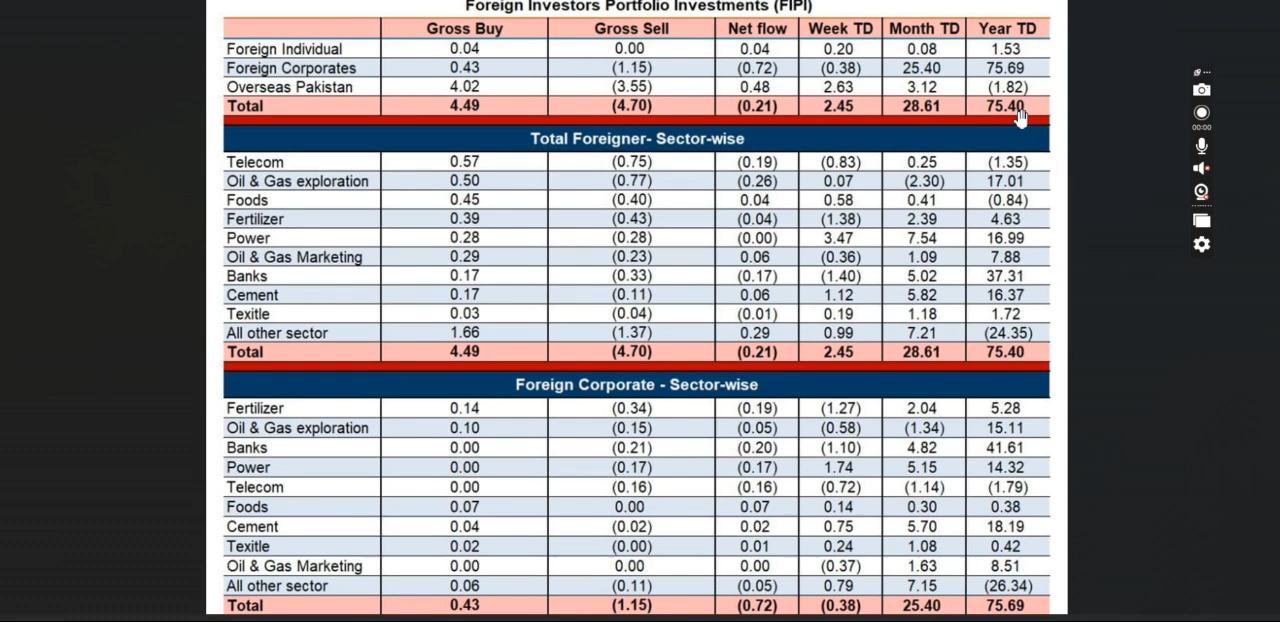 Foreign Investors Portfolio Investments (FIPI)
Gross Buy Gross Sell Net flow Week TD Month TD Year TD
Foreign Individual 0.04 0.00 0.04 0.20 0.08 1.53
Foreign Corporates 0.43 (1.15) (0.72) (0.38) 25.40 75.69
Overseas Pakistan 4.02 (3.55) 0.48 2.63 3.12 (1.82)
Total 4.49 (4.70) (0.21) 2.45 28.61 75.40
00:00
Total Foreigner- Sector-wise
Telecom 0.57 (0.75) (0.19) (0.83) 0.25 (1.35)
Oil & Gas exploration 0.50 (0.77) (0.26) 0.07 (2.30) 17.01
Foods 0.45 (0.40) 0.04 0.58 0.41 (0.84)
Fertilizer 0.39 (0.43) (0.04) (1.38) 2.39 4.63
Power 0.28 (0.28) (0.00) 3.47 7.54 16.99
Oil & Gas Marketing 0.29 (0.23) 0.06 (0.36) 1.09 7.88
Banks 0.17 (0.33) (0.17) (1.40) 5.02 37.31
Cement 0.17 (0.11) 0.06 1.12 5.82 16.37
Texitle 0.03 (0.04) (0.01) 0.19 1.18 1.72
All other sector 1.66 (1.37) 0.29 0.99 7.21 (24.35)
Total 4.49 (4.70) (0.21) 2.45 28.61 75.40
Foreign Corporate - Sector-wise
Fertilizer 0.14 (0.34) (0.19) (1.27) 2.04 5.28
Oil & Gas exploration 0.10 (0.15) (0.05) (0.58) (1.34) 15.11
Banks 0.00 (0.21) (0.20) (1.10) 4.82 41.61
Power 0.00 (0.17) (0.17) 1.74 5.15 14.32
Telecom 0.00 (0.16) (0.16) (0.72) (1.14) (1.79)
Foods 0.07 0.00 0.07 0.14 0.30 0.38
Cement 0.04 (0.02) 0.02 0.75 5.70 18.19
Texitle 0.02 (0.00) 0.01 0.24 1.08 0.42
Oil & Gas Marketing 0.00 0.00 0.00 (0.37) 1.63 8.51
All other sector 0.06 (0.11) (0.05) 0.79 7.15 (26.34)
Total 0.43 (1.15) (0.72) (0.38) 25.40 75.69